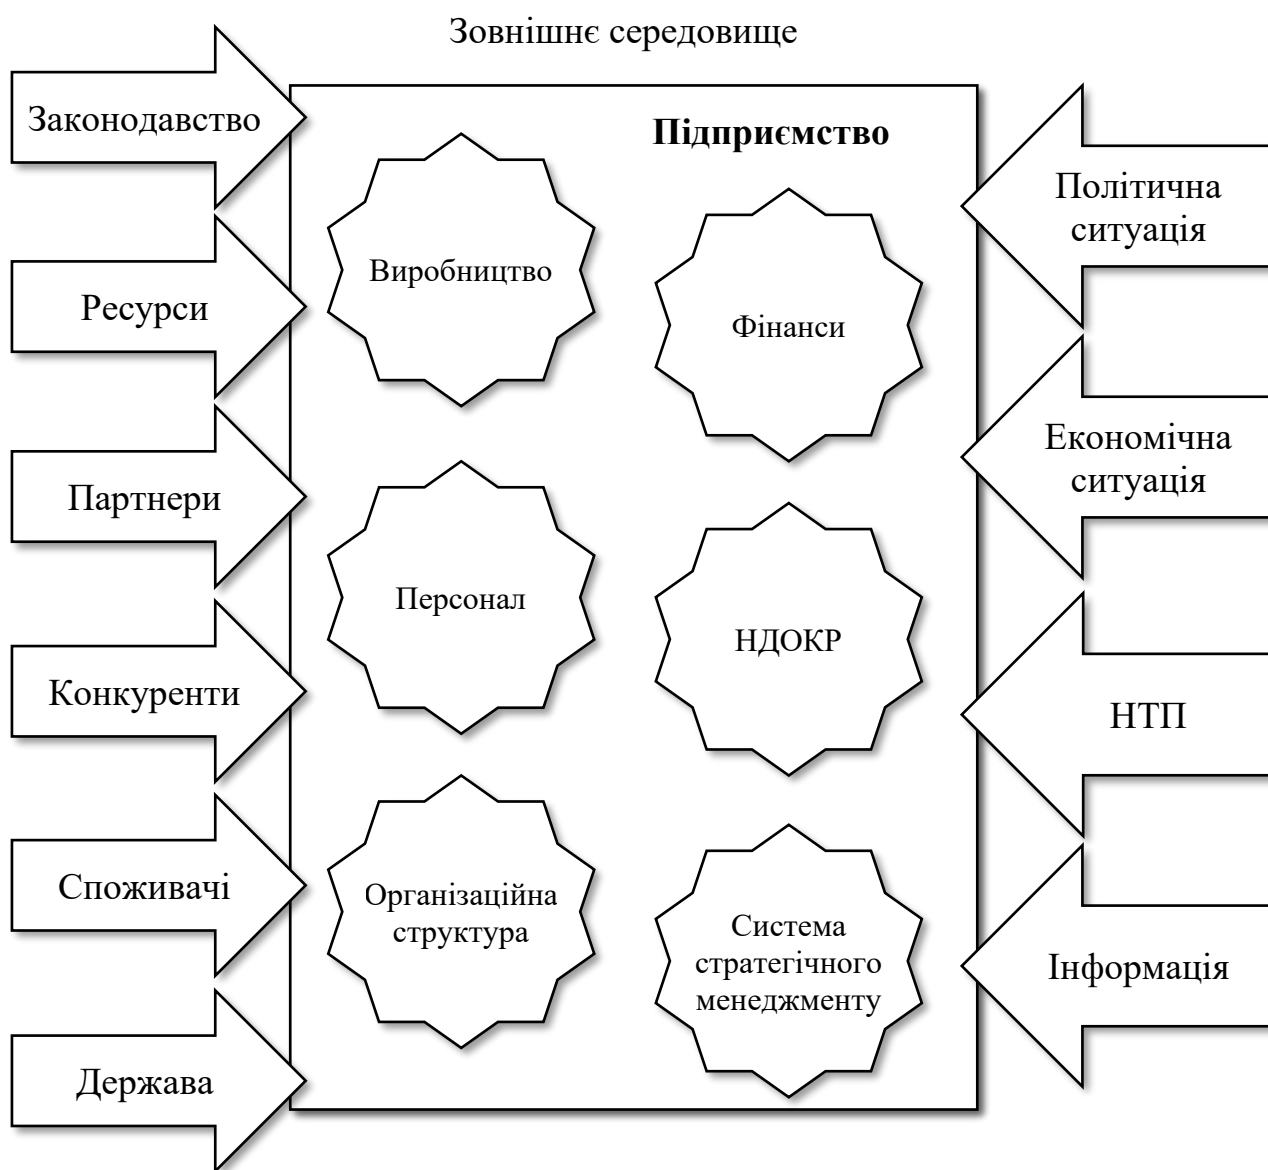 Зовнішнє середовище
Законодавство
Ресурси
Партнери
Конкуренти
Споживачі
Держава
Підприємство
Виробництво
Фінанси
Персонал
НДОКР
Організаційна
структура
Система
стратегічного
менеджменту
Політична
ситуація
Економічна
ситуація
НТП
Інформація